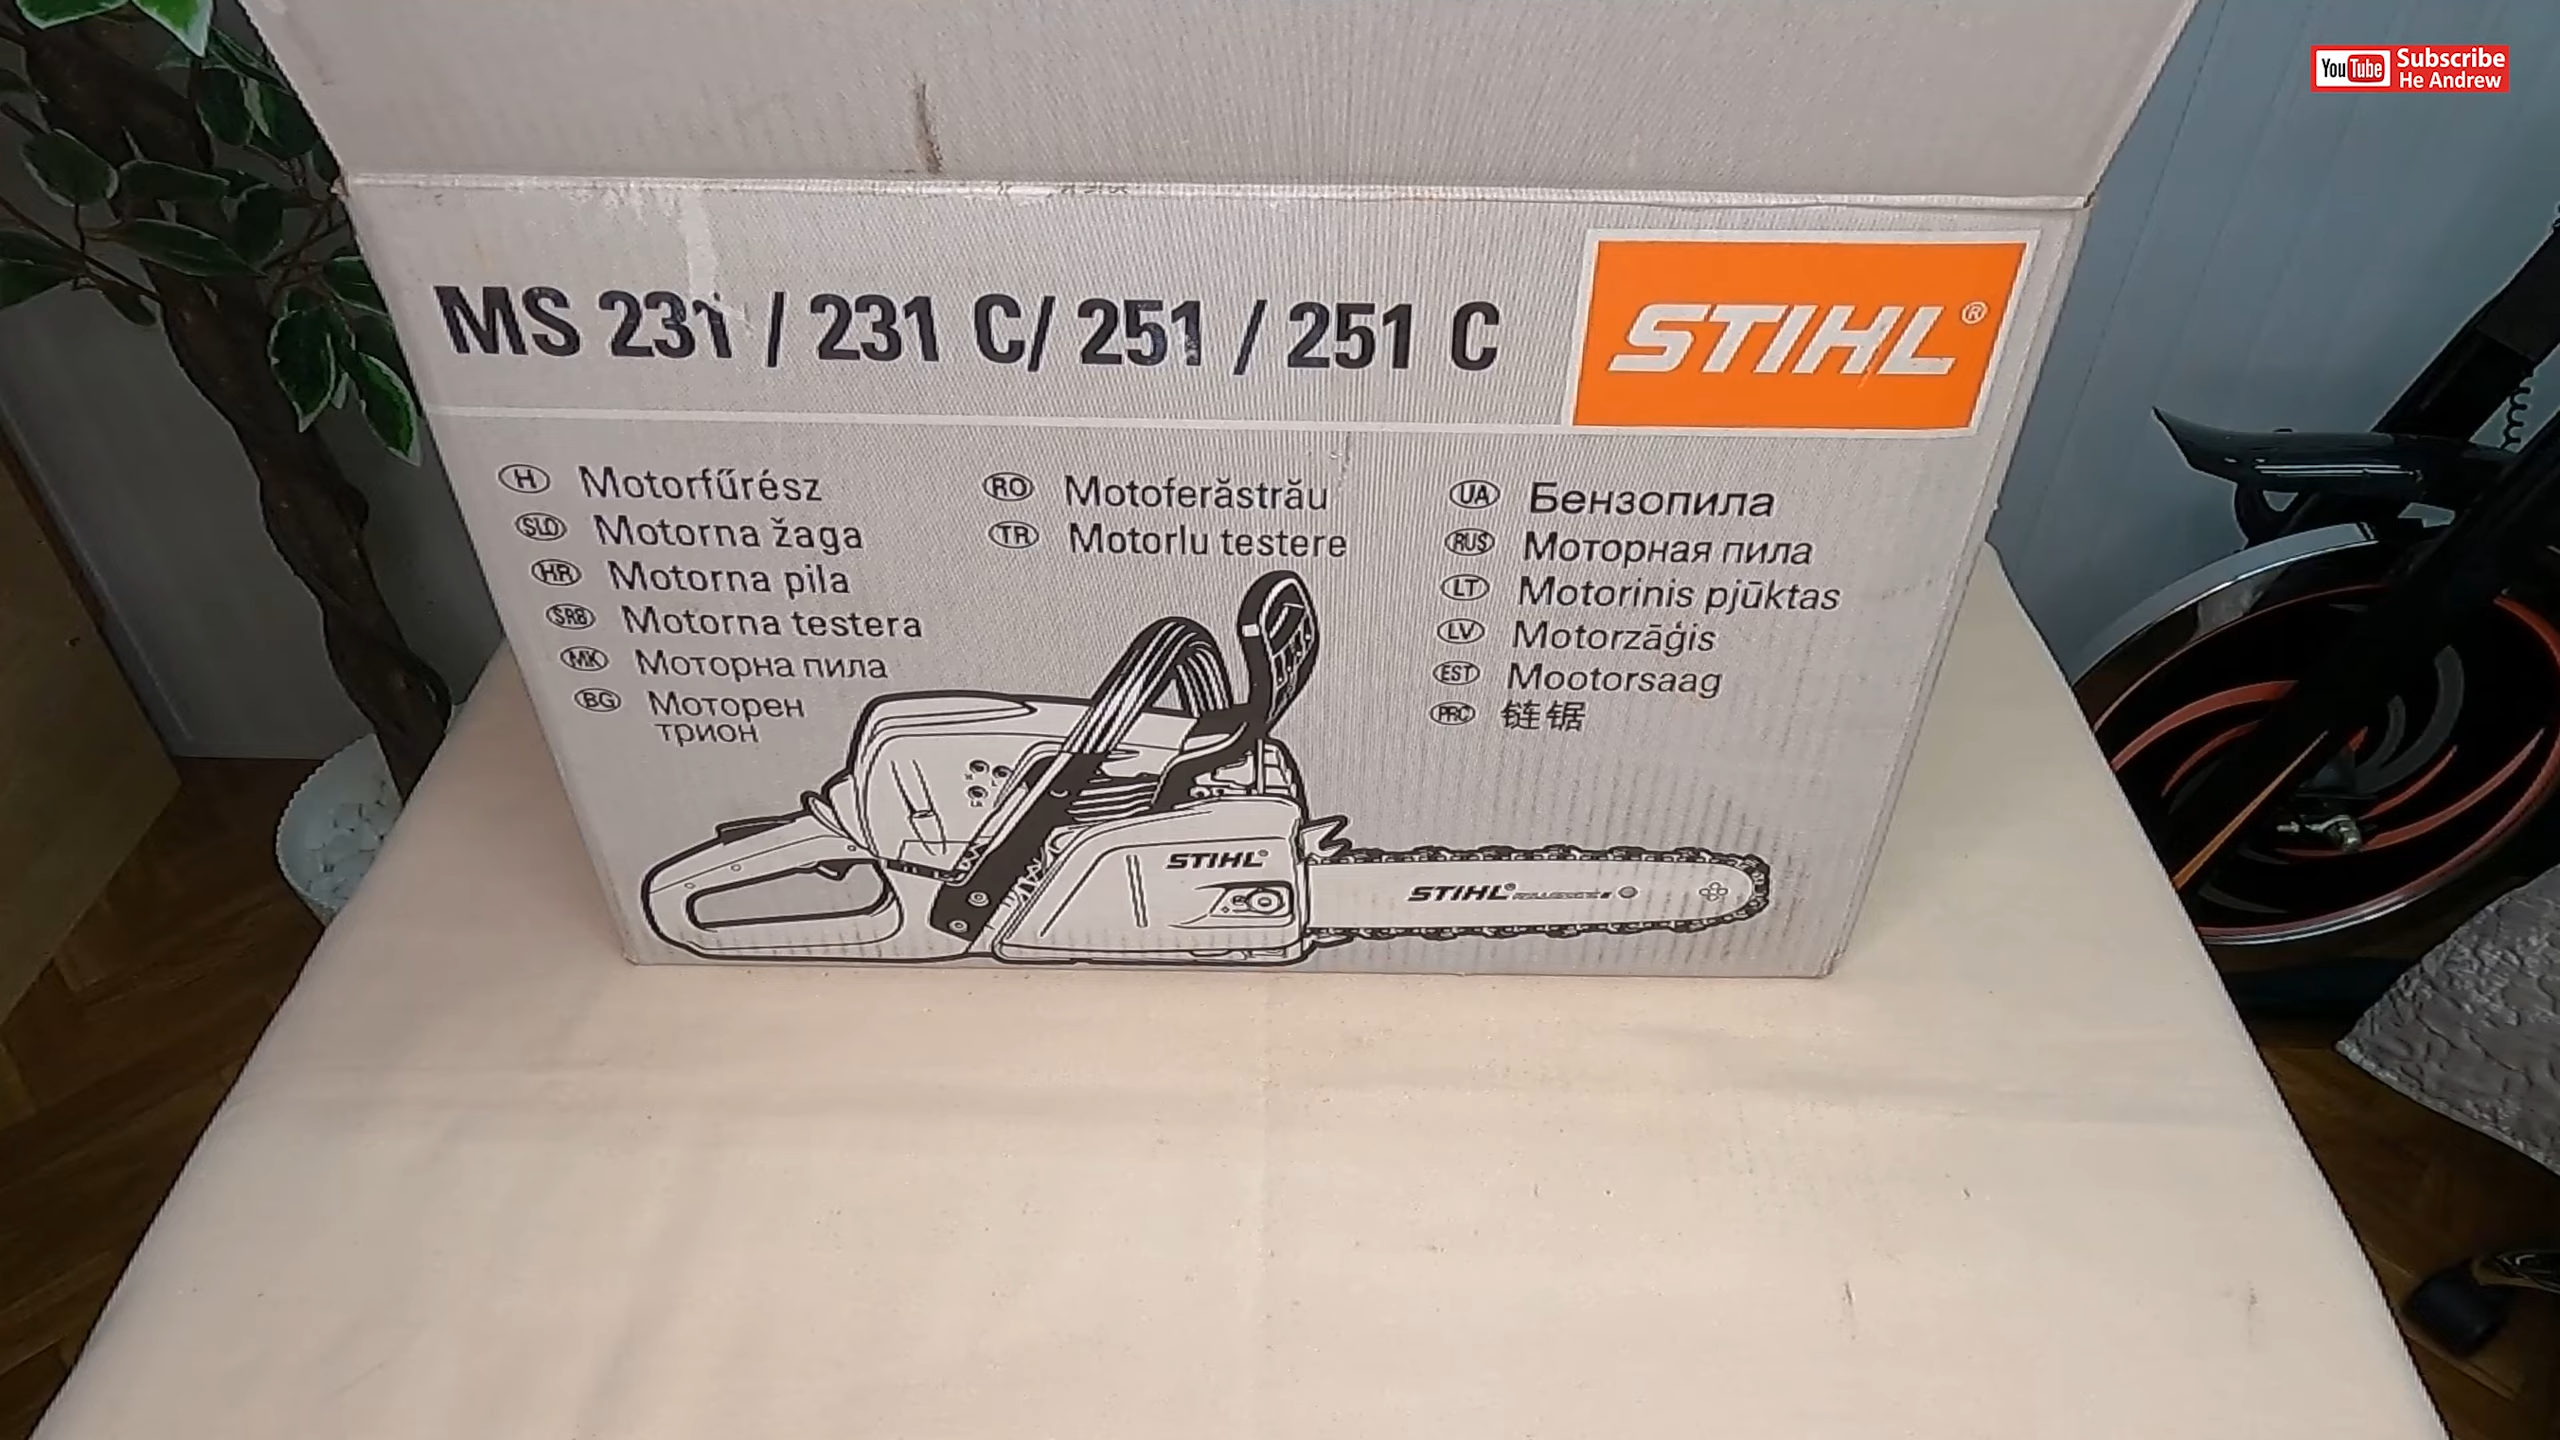 YouTube Subscribe
He Andrew
MS 231 / 231 C/ 251 / 251 C
STIHL®
H Motorfűrész
SLO Motorna žaga
HR Motorna pila
SRB Motorna testera
MK Моторна пила
BG Моторен
трион
RO Motoferăstrău
TR Motorlu testere
UA Бензопила
RUS Моторная пила
LT Motorinis pjūktas
LV Motorzāģis
EST Mootorsaag
PRC 链锯
STIHL®
STIHL®